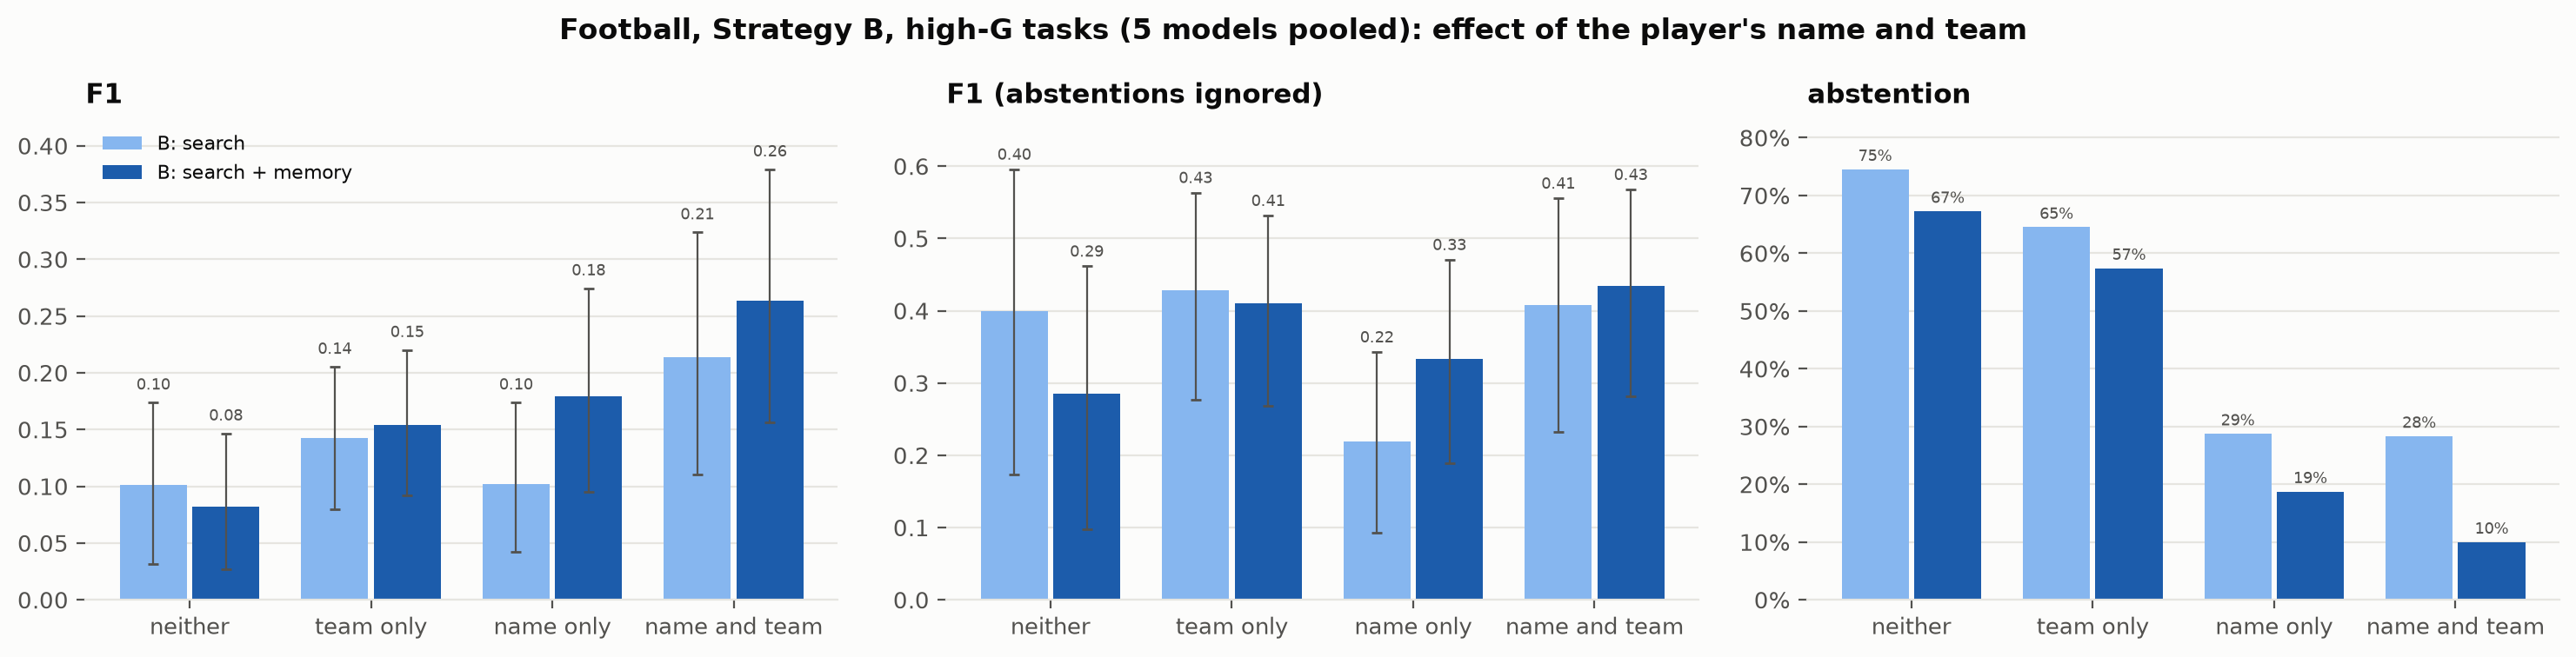 Football, Strategy B, high-G tasks (5 models pooled): effect of the player's name and team
F1
B: search
B: search + memory
0.40
0.35
0.30
0.25
0.20
0.15
0.10
0.05
0.00
0.10
0.08
0.14
0.15
0.10
0.18
0.21
0.26
neither
team only
name only
name and team
F1 (abstentions ignored)
0.6
0.5
0.4
0.3
0.2
0.1
0.0
0.40
0.29
0.43
0.41
0.22
0.33
0.41
0.43
neither
team only
name only
name and team
abstention
80%
70%
60%
50%
40%
30%
20%
10%
0%
75%
67%
65%
57%
29%
19%
28%
10%
neither
team only
name only
name and team